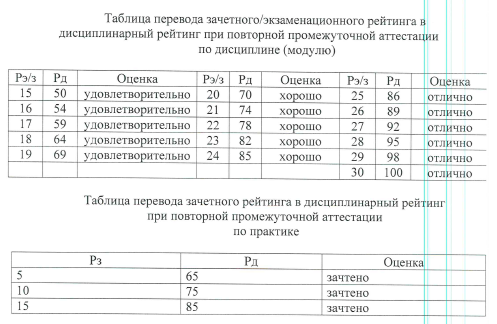 Таблица перевода зачетного/экзаменационного рейтинга в
дисциплинарный рейтинг при повторной промежуточной аттестации
по дисциплине (модулю)
Рэ/з Рд Оценка Рэ/з Рд Оценка Рэ/з Рд Оценка
15 50 удовлетворительно 20 70 хорошо 25 86 отлично
16 54 удовлетворительно 21 74 хорошо 26 89 отлично
17 59 удовлетворительно 22 78 хорошо 27 92 отлично
18 64 удовлетворительно 23 82 хорошо 28 95 отлично
19 69 удовлетворительно 24 85 хорошо 29 98 отлично
30 100 отлично
Таблица перевода зачетного рейтинга в дисциплинарный рейтинг
при повторной промежуточной аттестации
по практике
Рз Рд Оценка
5 65 зачтено
10 75 зачтено
15 85 зачтено